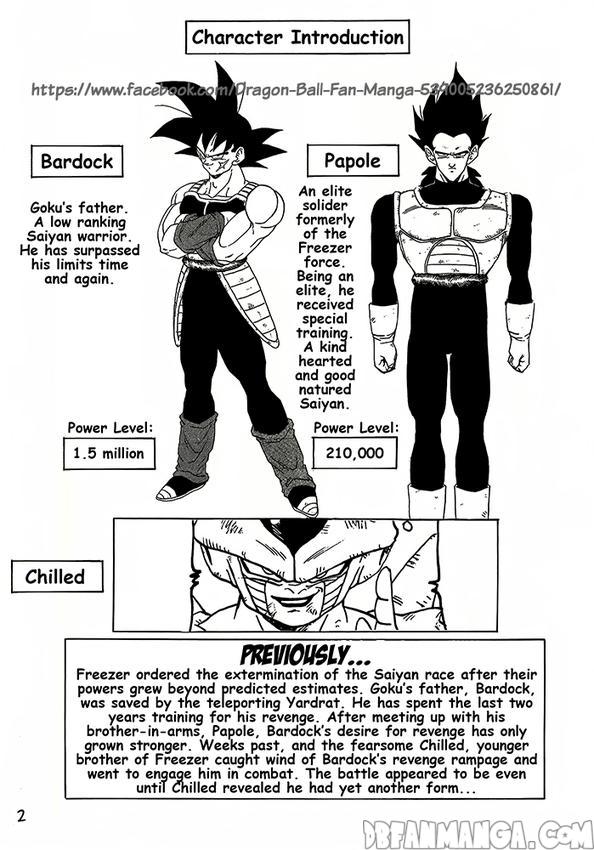 Character Introduction
https://www.facebook.com/Dragon-Ball-Fan-Manga-539005236250861/
Bardock
Goku's father.
A low ranking
Saiyan warrior.
He has surpassed
his limits time
and again.
Power Level:
1.5 million
Papole
An elite
solider
formerly
of the
Freezer
force.
Being an
elite, he
received
special
training.
A kind
hearted
and good
natured
Saiyan.
Power Level:
210,000
Chilled
PREVIOUSLY...
Freezer ordered the extermination of the Saiyan race after their
powers grew beyond predicted estimates. Goku's father, Bardock,
was saved by the teleporting Yardrat. He has spent the last two
years training for his revenge. After meeting up with his
brother-in-arms, Papole, Bardock's desire for revenge has only
grown stronger. Weeks past, and the fearsome Chilled, younger
brother of Freezer caught wind of Bardock's revenge rampage and
went to engage him in combat. The battle appeared to be even
until Chilled revealed he had yet another form...
2
DBFANMANGA.COM